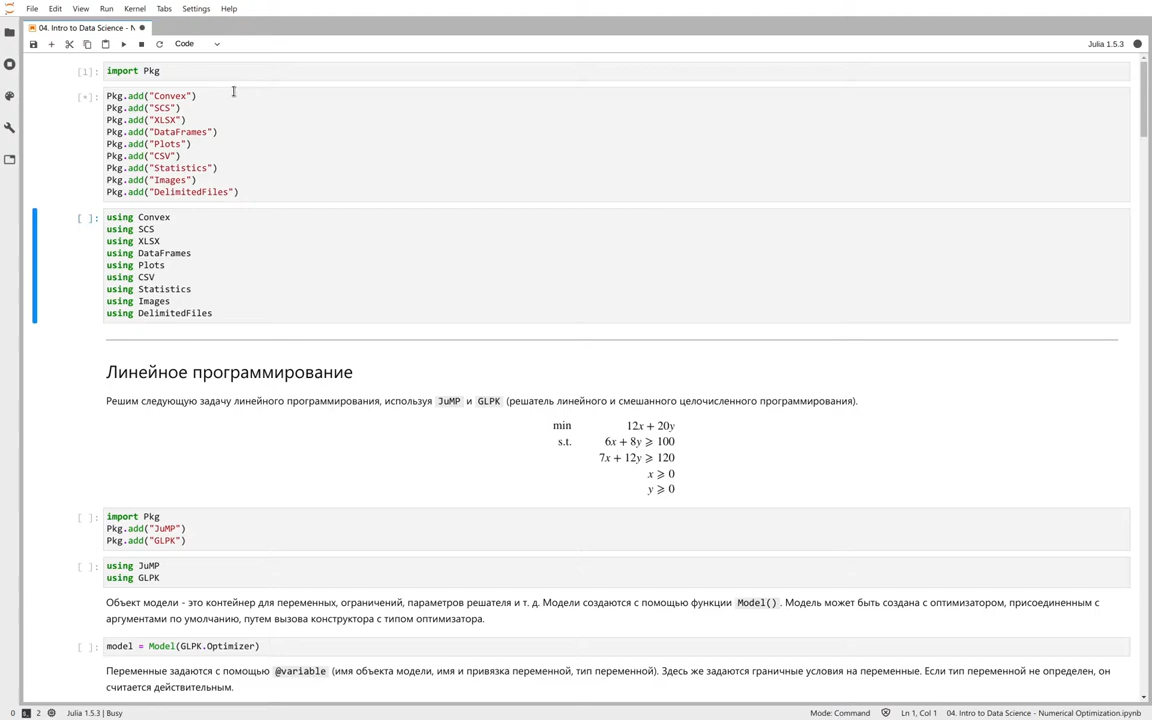 File Edit View Run Kernel Tabs Settings Help
04. Intro to Data Science - N
Code
Julia 1.5.3
[1]: import Pkg
[*]: Pkg.add("Convex")
Pkg.add("SCS")
Pkg.add("XLSX")
Pkg.add("DataFrames")
Pkg.add("Plots")
Pkg.add("CSV")
Pkg.add("Statistics")
Pkg.add("Images")
Pkg.add("DelimitedFiles")
[ ]: using Convex
using SCS
using XLSX
using DataFrames
using Plots
using CSV
using Statistics
using Images
using DelimitedFiles
Линейное программирование
Решим следующую задачу линейного программирования, используя JuMP и GLPK (решатель линейного и смешанного целочисленного программирования).
min 12x + 20y
s.t. 6x + 8y ⩾ 100
7x + 12y ⩾ 120
x ⩾ 0
y ⩾ 0
[ ]: import Pkg
Pkg.add("JuMP")
Pkg.add("GLPK")
[ ]: using JuMP
using GLPK
Объект модели - это контейнер для переменных, ограничений, параметров решателя и т. д. Модели создаются с помощью функции Model(). Модель может быть создана с оптимизатором, присоединенным с
аргументами по умолчанию, путем вызова конструктора с типом оптимизатора.
[ ]: model = Model(GLPK.Optimizer)
Переменные задаются с помощью @variable (имя объекта модели, имя и привязка переменной, тип переменной). Здесь же задаются граничные условия на переменные. Если тип переменной не определен, он
считается действительным.
0 2 Julia 1.5.3 | Busy Mode: Command Ln 1, Col 1 04. Intro to Data Science - Numerical Optimization.ipynb